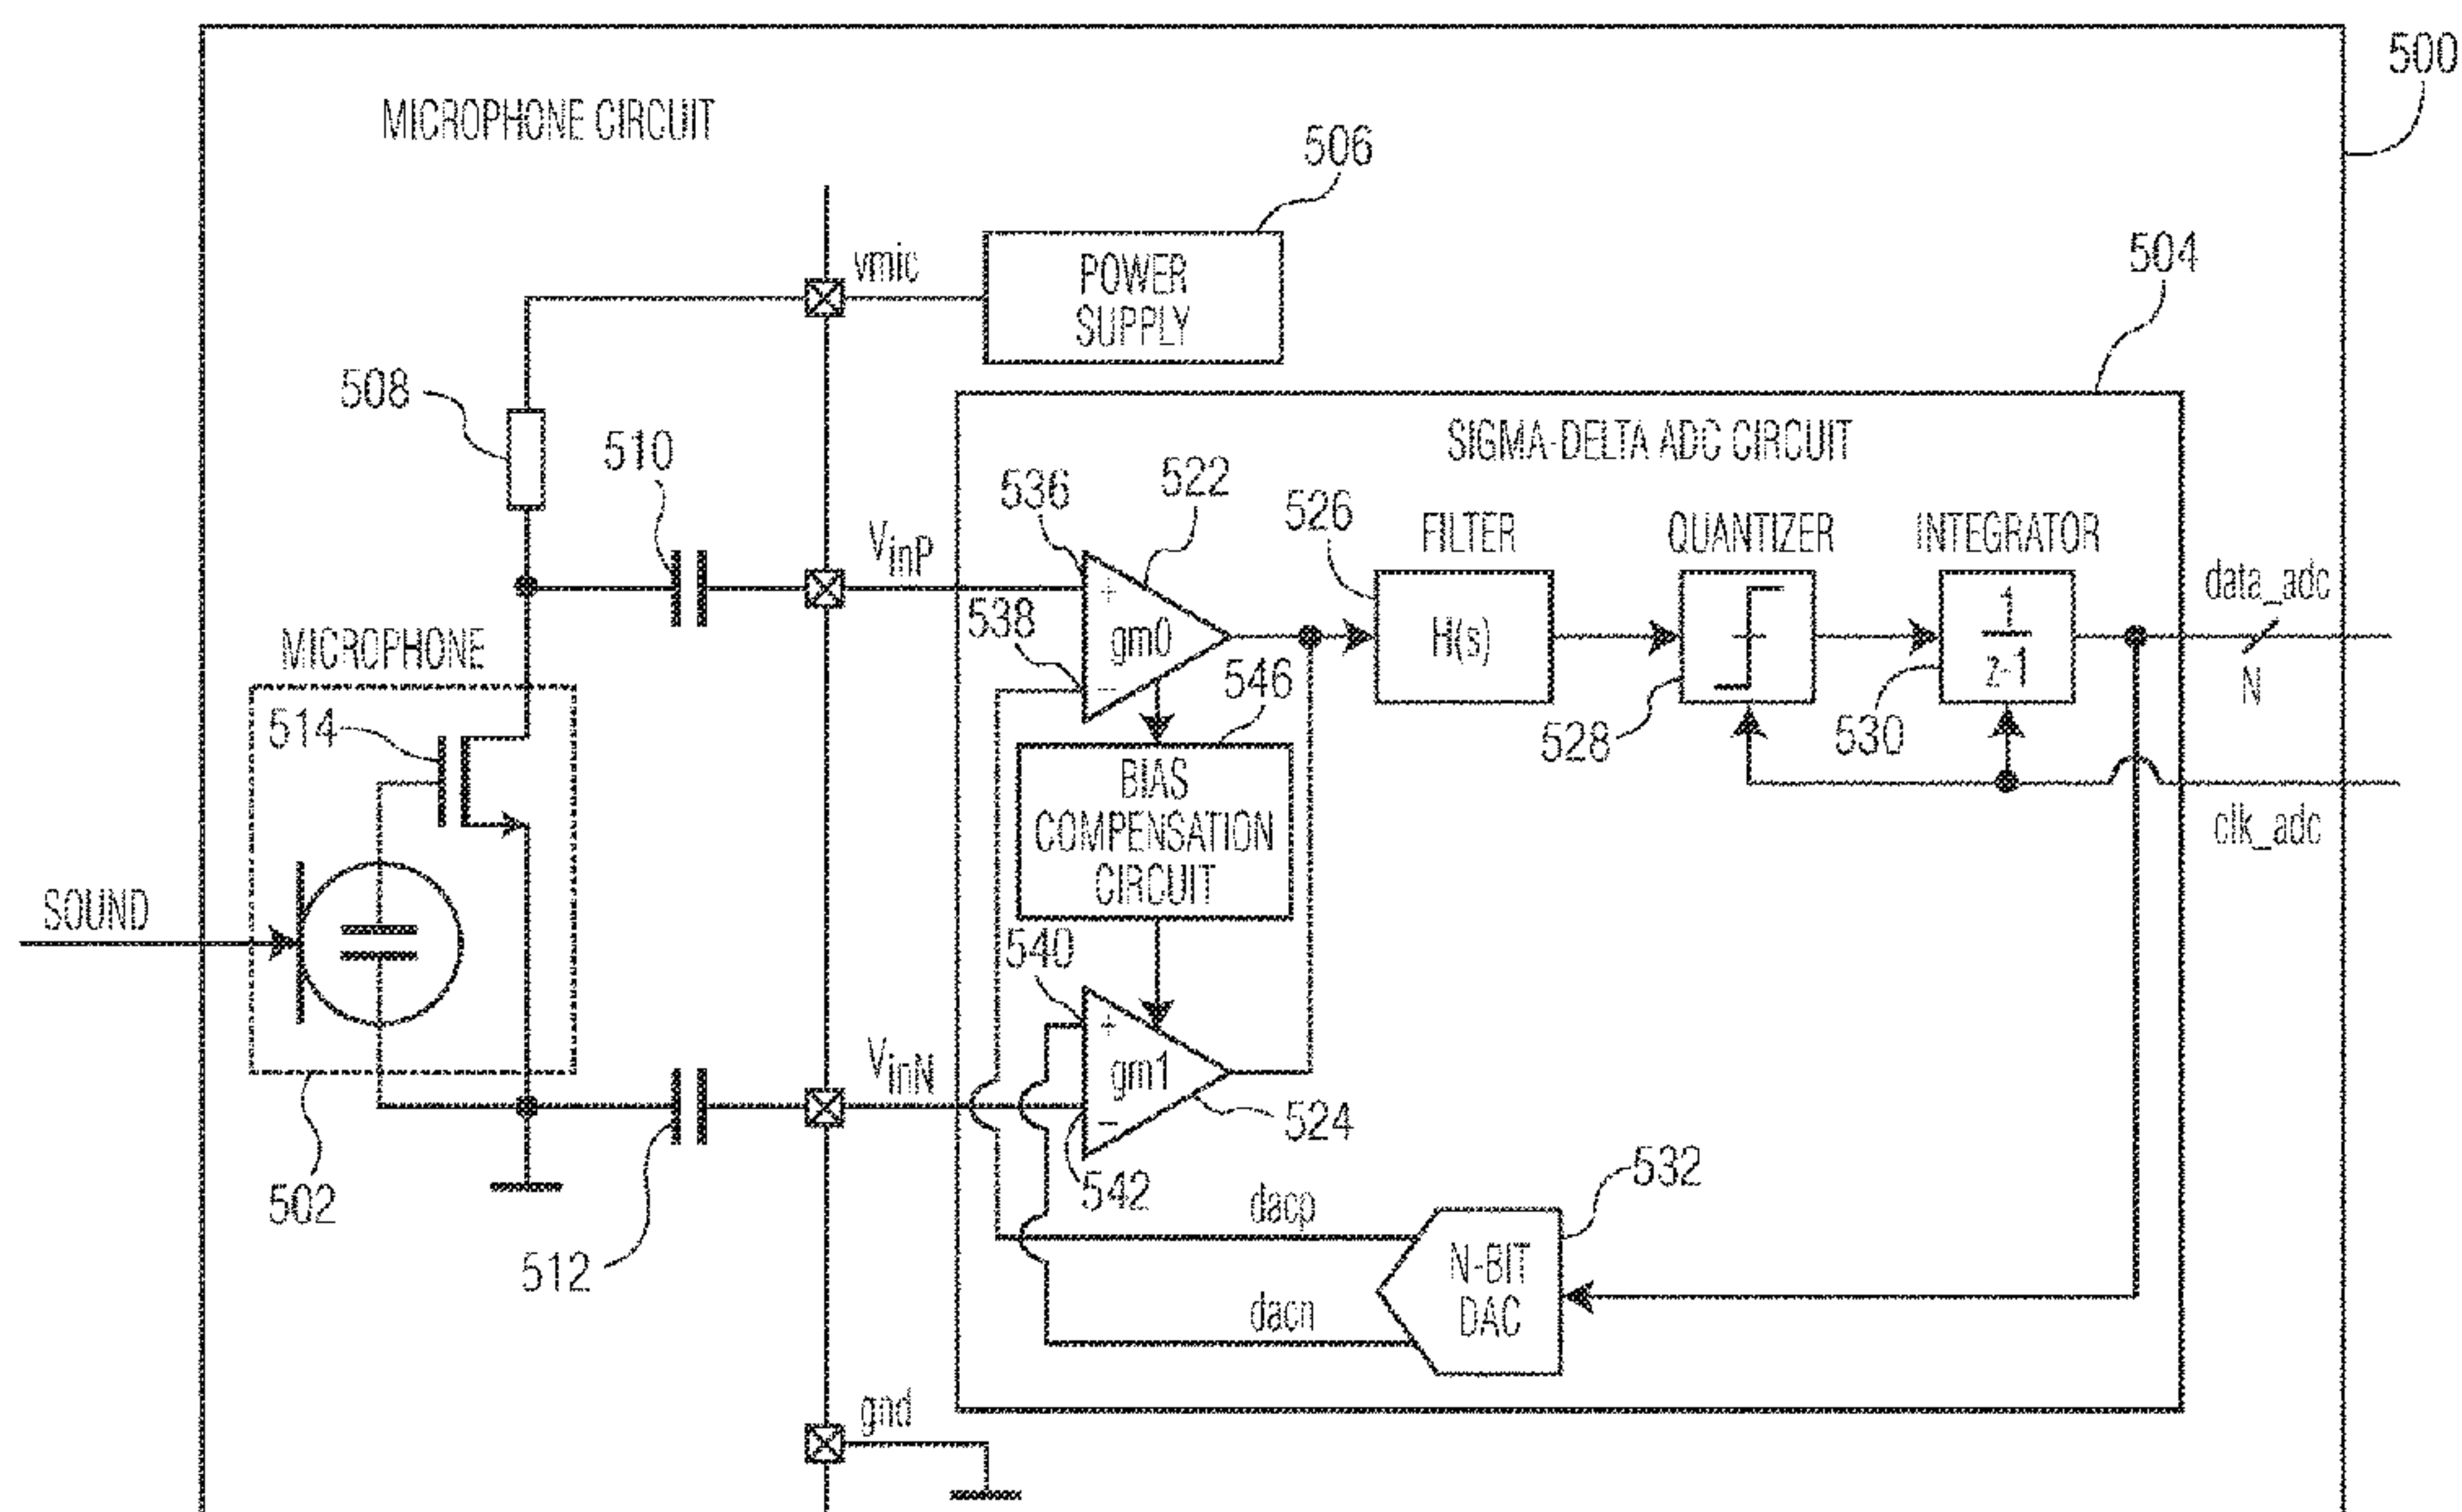 500
MICROPHONE CIRCUIT
506
vmic
POWER
SUPPLY
504
508
510
SIGMA-DELTA ADC CIRCUIT
536
522
526
FILTER
QUANTIZER
INTEGRATOR
VinP
data_adc
+
gm0
−
H(s)
1
z-1
N
538
MICROPHONE
546
514
528
530
BIAS
COMPENSATION
CIRCUIT
clk_adc
SOUND
540
+
gm1
−
VinN
524
502
542
532
dacp
512
N-BIT
DAC
dacn
gnd